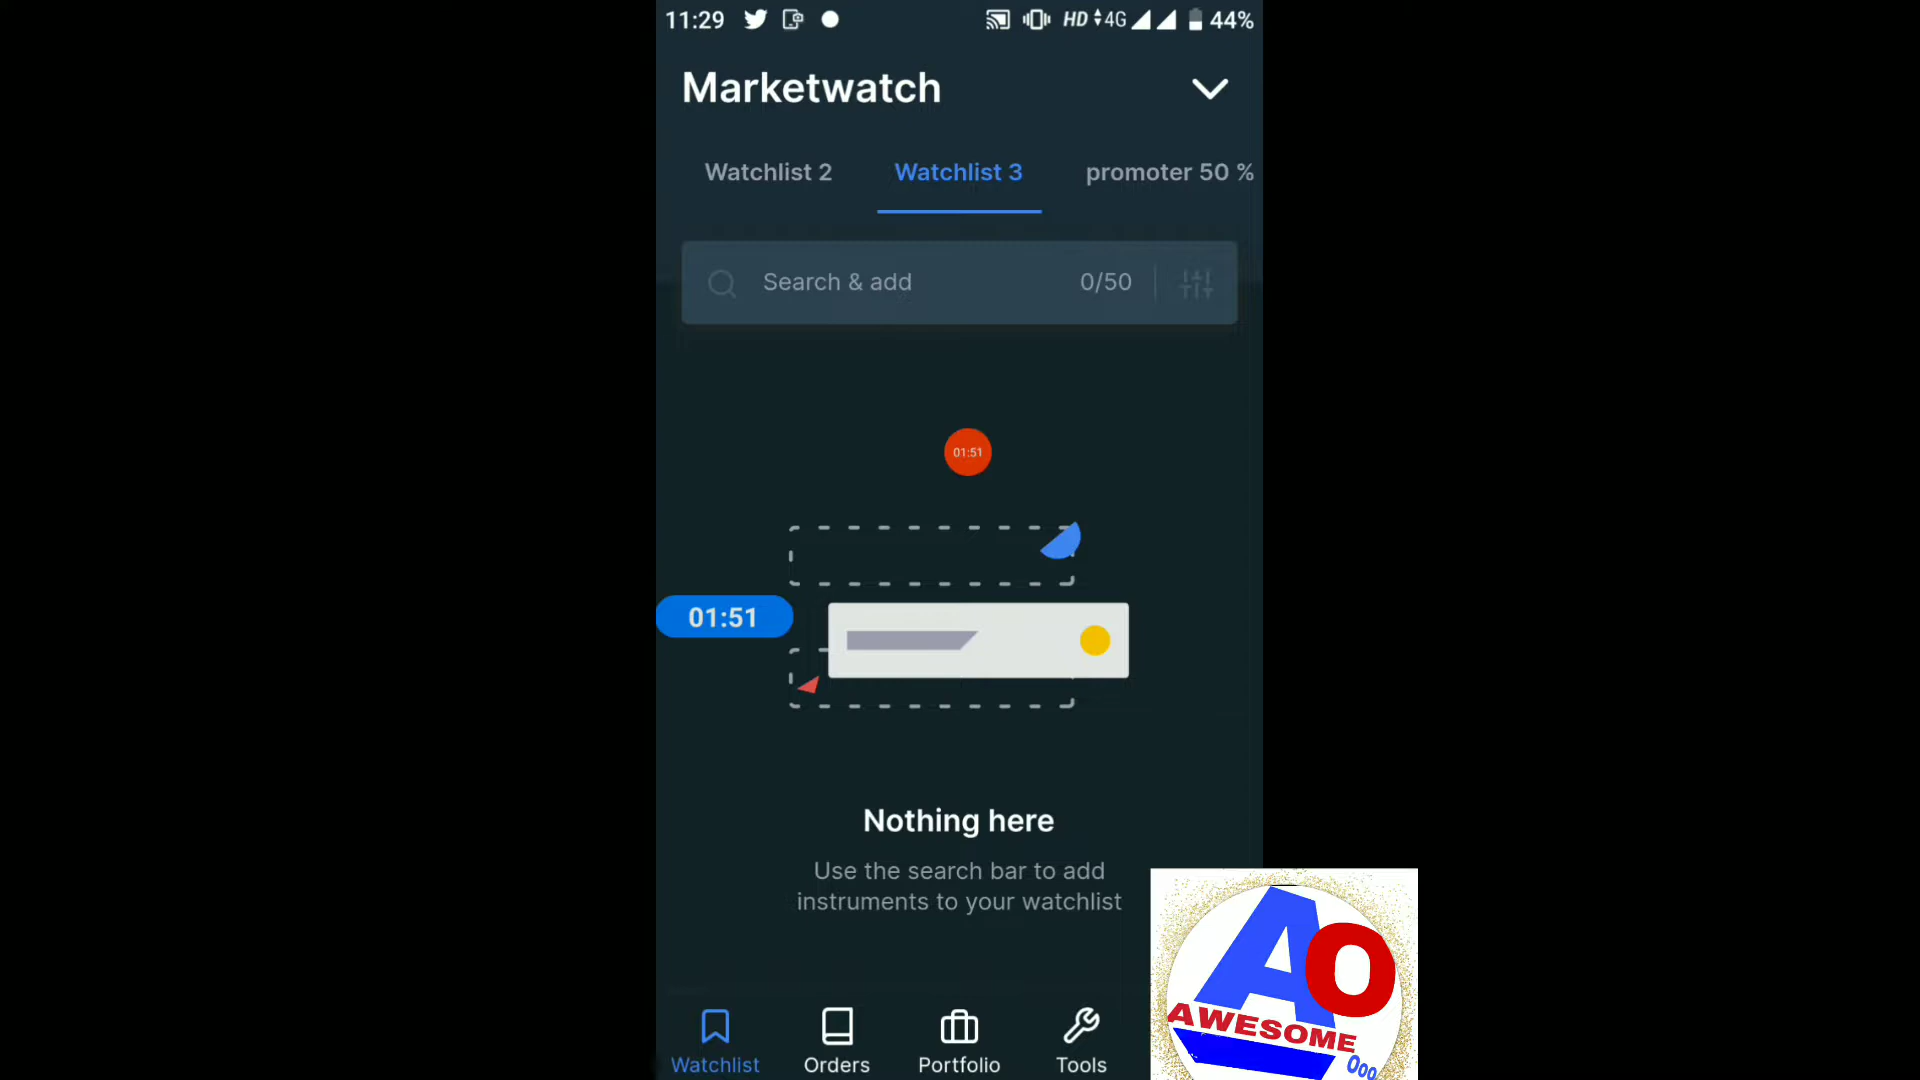 11:29 HD 4G 44%
Marketwatch
Watchlist 2 Watchlist 3 promoter 50 %
Search & add 0/50
01:51
01:51
Nothing here
Use the search bar to add
instruments to your watchlist
Watchlist Orders Portfolio Tools
AO
AWESOME
OOO